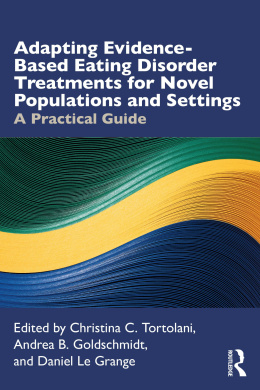 Adapting Evidence-
Based Eating Disorder
Treatments for Novel
Populations and Settings
A Practical Guide
Edited by Christina C. Tortolani,
Andrea B. Goldschmidt,
and Daniel Le Grange
ROUTLEDGE